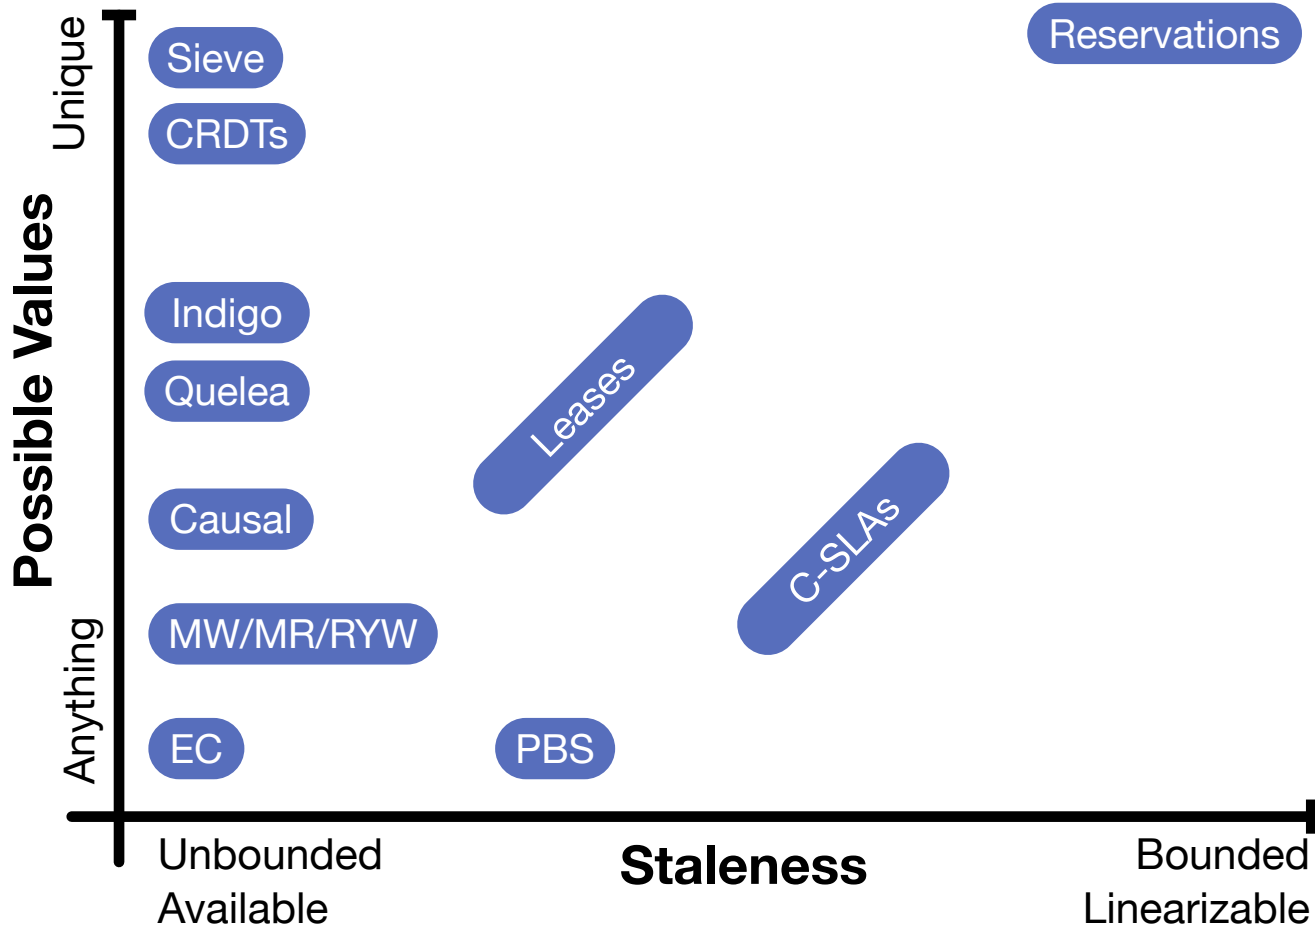 Unique
Possible Values
Anything
Sieve
Reservations
CRDTs
Indigo
Quelea
Leases
Causal
C-SLAs
MW/MR/RYW
EC
PBS
Unbounded
Available
Staleness
Bounded
Linearizable